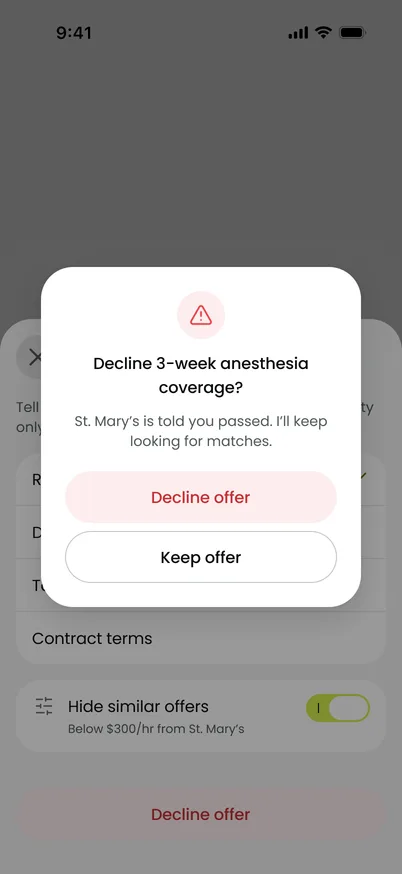 9:41
Decline 3-week anesthesia
coverage?
St. Mary’s is told you passed. I’ll keep
looking for matches.
Decline offer
Keep offer
Tell
only
Contract terms
Hide similar offers
Below $300/hr from St. Mary’s
Decline offer